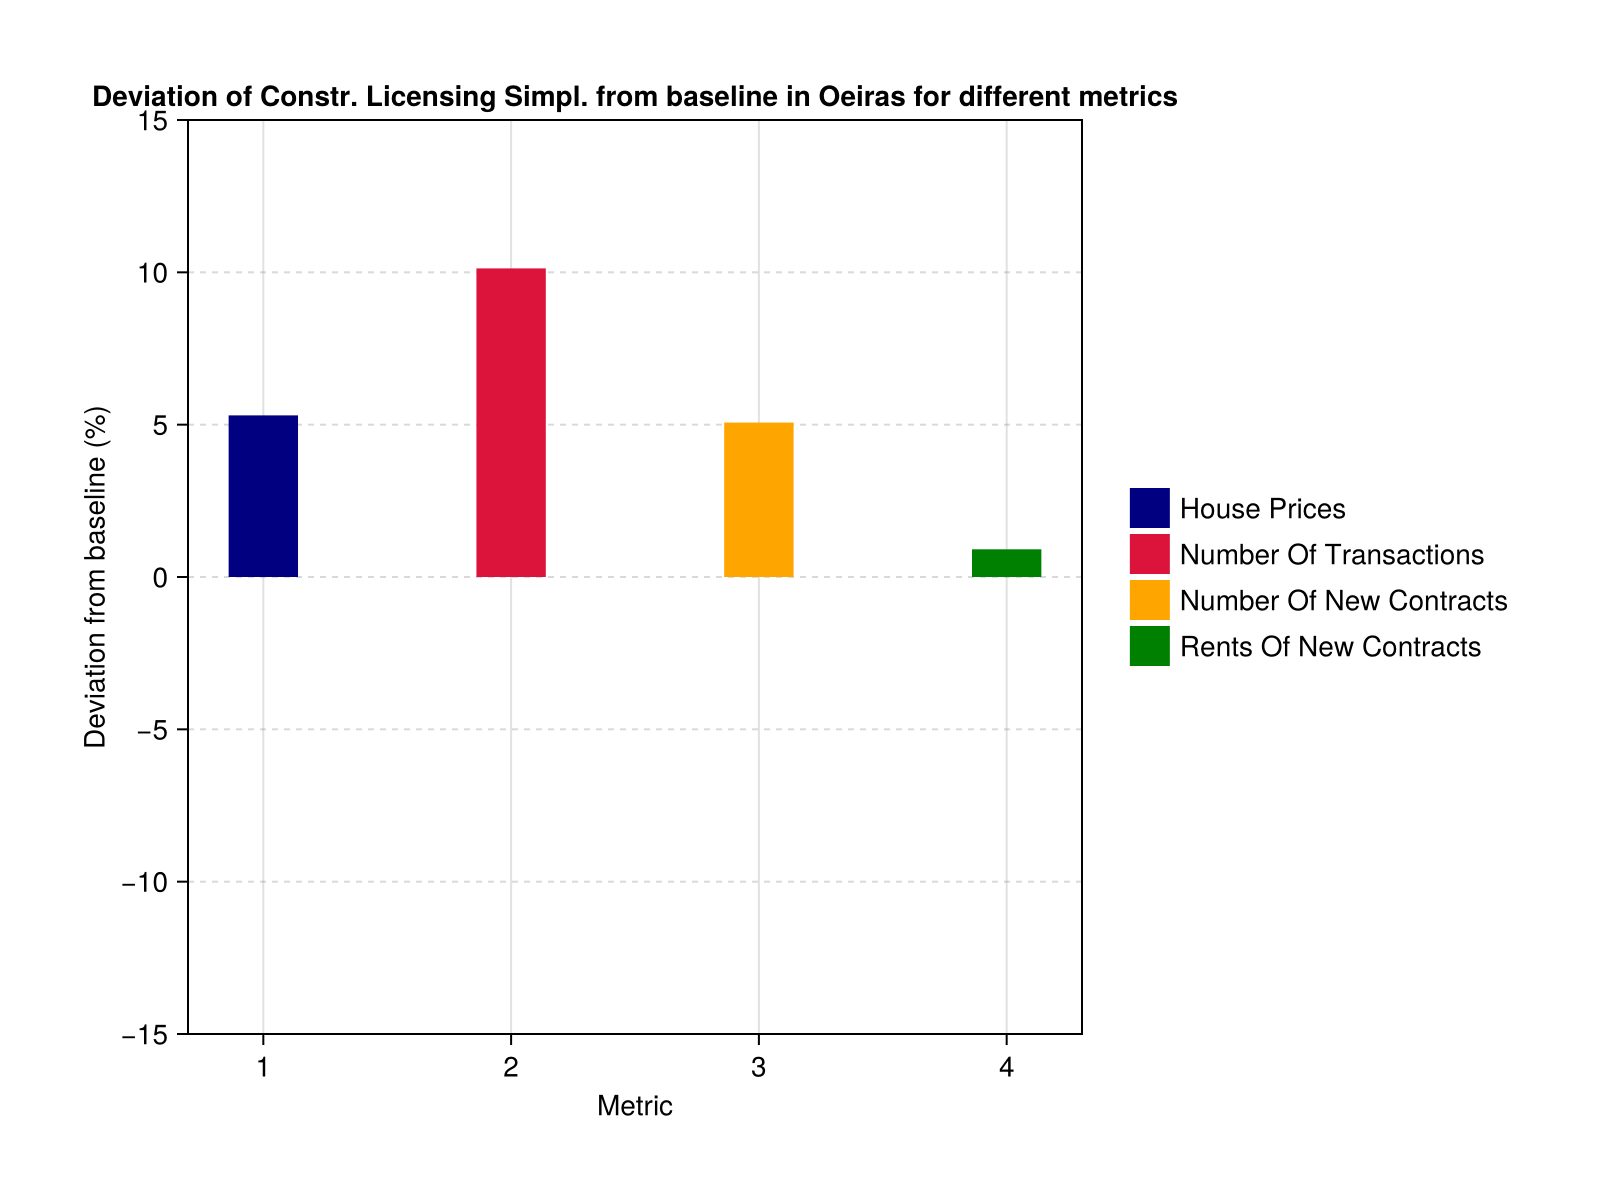 Deviation of Constr. Licensing Simpl. from baseline in Oeiras for different metrics
15
10
5
0
−5
−10
−15
Deviation from baseline (%)
1 2 3 4
Metric
House Prices
Number Of Transactions
Number Of New Contracts
Rents Of New Contracts